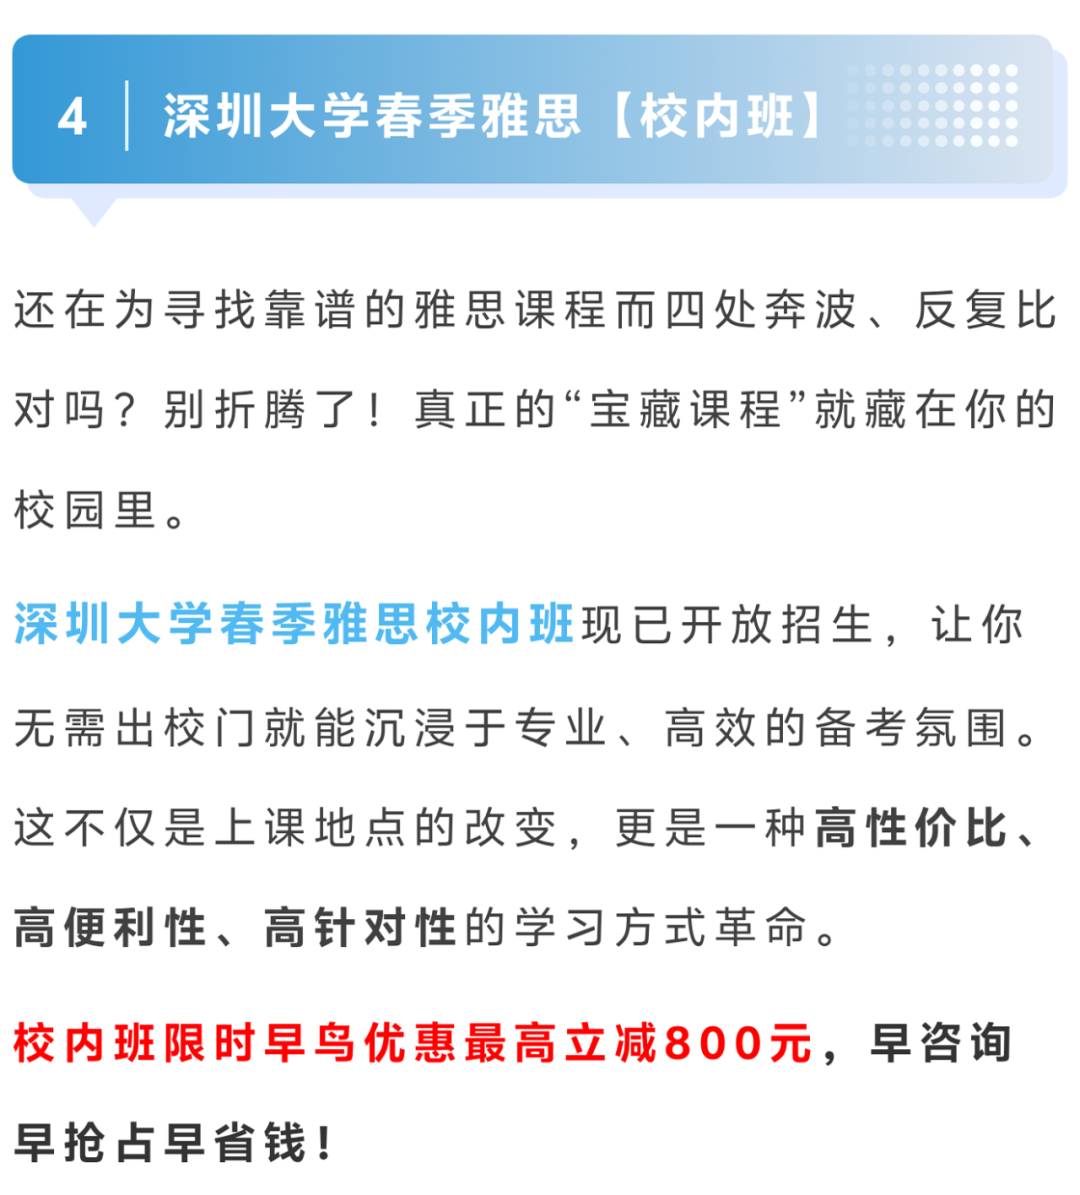 4 深圳大学春季雅思【校内班】
还在为寻找靠谱的雅思课程而四处奔波、反复比
对吗？别折腾了！真正的“宝藏课程”就藏在你的
校园里。
深圳大学春季雅思校内班现已开放招生，让你
无需出校门就能沉浸于专业、高效的备考氛围。
这不仅是上课地点的改变，更是一种高性价比、
高便利性、高针对性的学习方式革命。
校内班限时早鸟优惠最高立减800元，早咨询
早抢占早省钱！